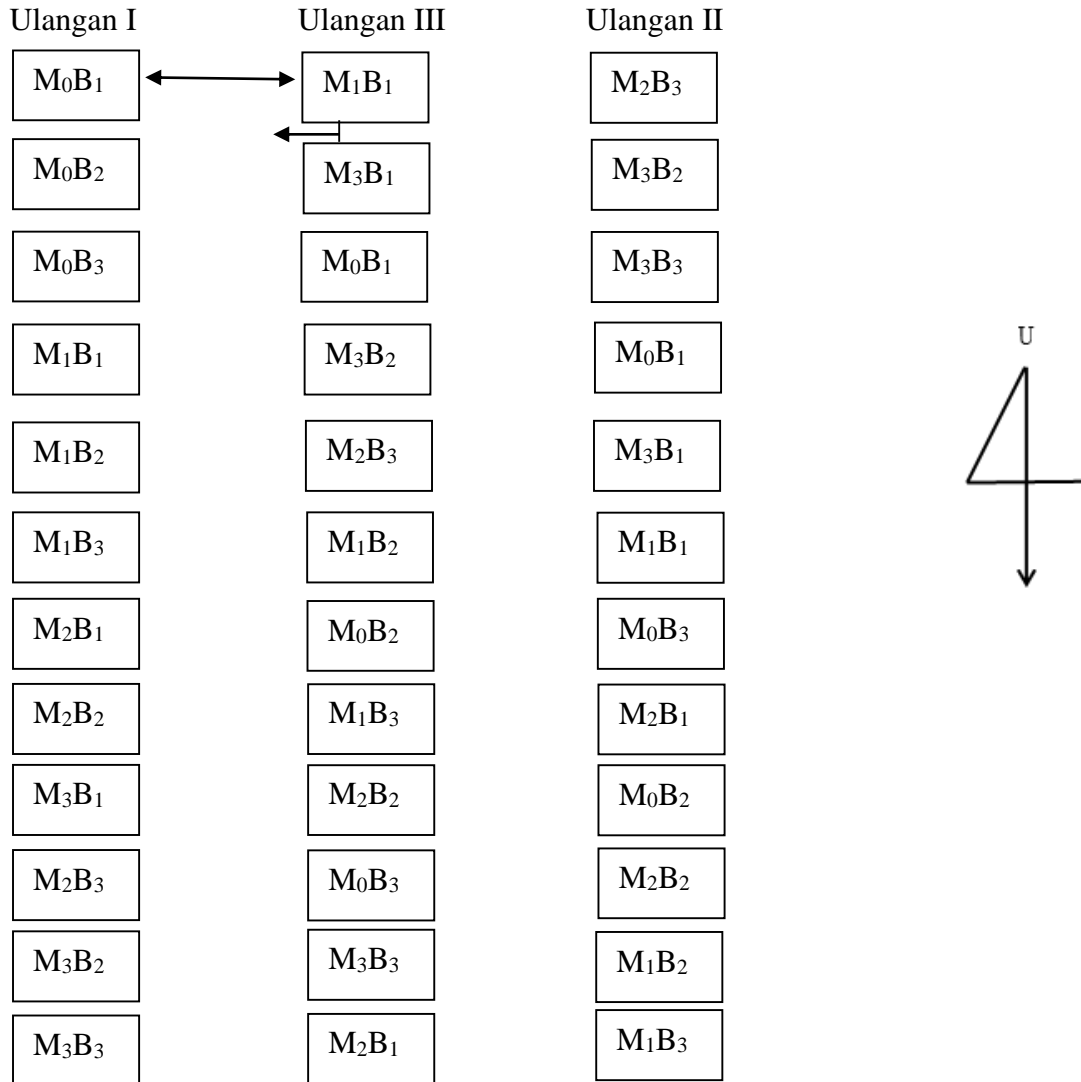 Ulangan I Ulangan III Ulangan II
M₀B₁ M₁B₁ M₂B₃
M₀B₂ M₃B₁ M₃B₂
M₀B₃ M₀B₁ M₃B₃
U
M₁B₁ M₃B₂ M₀B₁
M₁B₂ M₂B₃ M₃B₁
M₁B₃ M₁B₂ M₁B₁
M₂B₁ M₀B₂ M₀B₃
M₂B₂ M₁B₃ M₂B₁
M₃B₁ M₂B₂ M₀B₂
M₂B₃ M₀B₃ M₂B₂
M₃B₂ M₃B₃ M₁B₂
M₃B₃ M₂B₁ M₁B₃